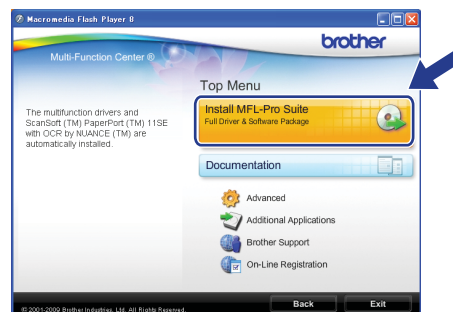 Macromedia Flash Player 8
brother
Multi-Function Center ®
Top Menu
Install MFL-Pro Suite
Full Driver & Software Package
The multifunction drivers and
ScanSoft (TM) PaperPort (TM) 11SE
with OCR by NUANCE (TM) are
automatically installed.
Documentation
Advanced
Additional Applications
Brother Support
On-Line Registration
© 2001-2009 Brother Industries, Ltd. All Rights Reserved.
Back
Exit